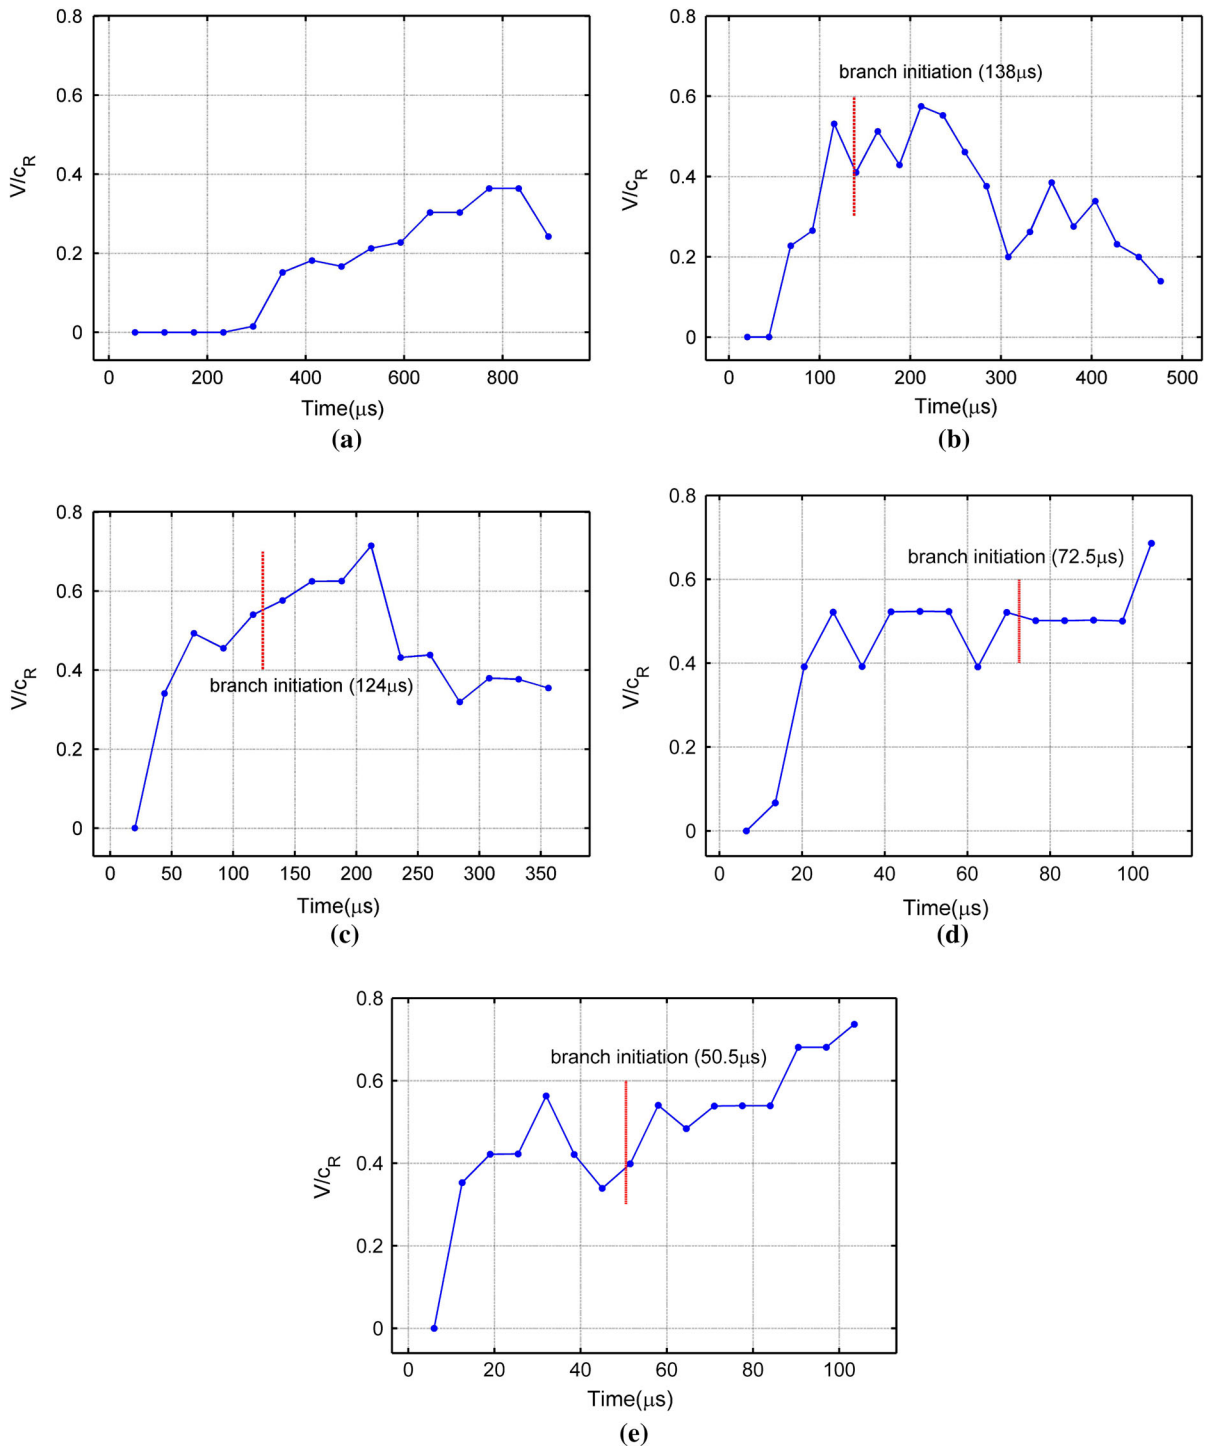 0.8
0.6
0.4
0.2
0
V/cR
0 200 400 600 800
Time(μs)
(a)
0.8
branch initiation (138μs)
0.6
0.4
0.2
0
V/cR
0 100 200 300 400 500
Time(μs)
(b)
0.8
0.6
0.4
branch initiation (124μs)
0.2
0
V/cR
0 50 100 150 200 250 300 350
Time(μs)
(c)
0.8
branch initiation (72.5μs)
0.6
0.4
0.2
0
V/cR
0 20 40 60 80 100
Time(μs)
(d)
0.8
branch initiation (50.5μs)
0.6
0.4
0.2
0
V/cR
0 20 40 60 80 100
Time(μs)
(e)